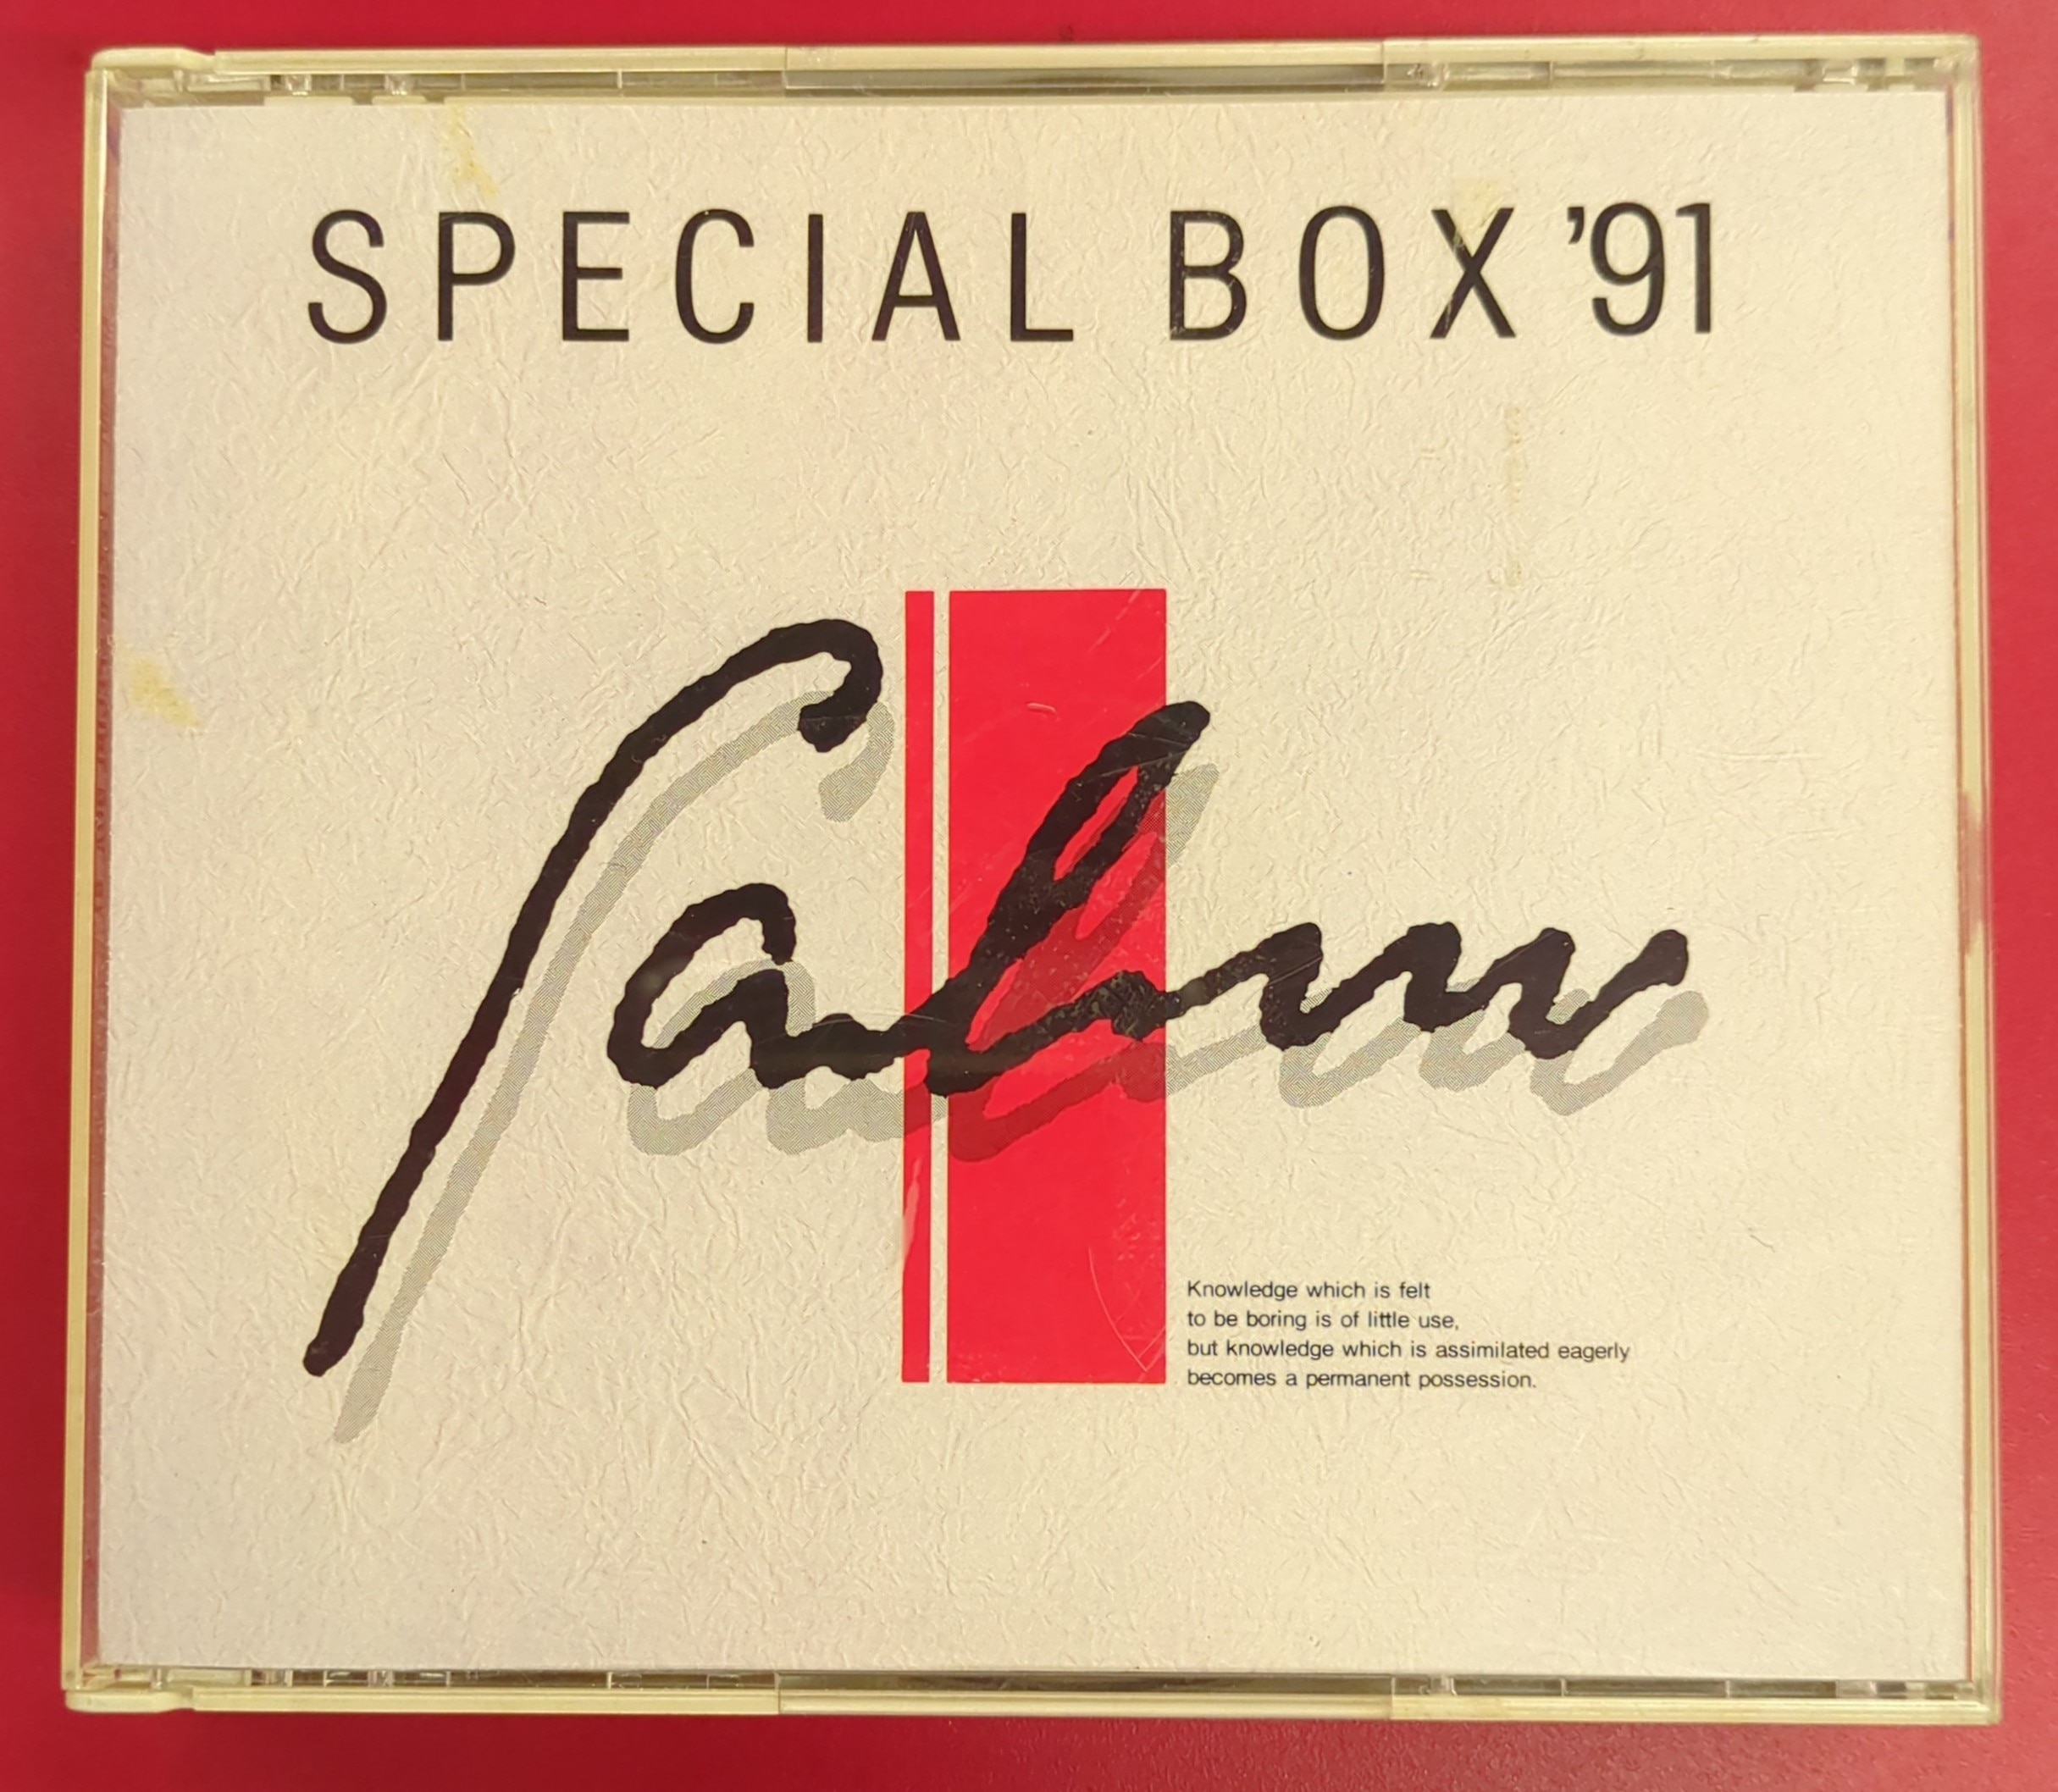 SPECIAL BOX '91
Knowledge which is felt
to be boring is of little use,
but knowledge which is assimilated eagerly
becomes a permanent possession.